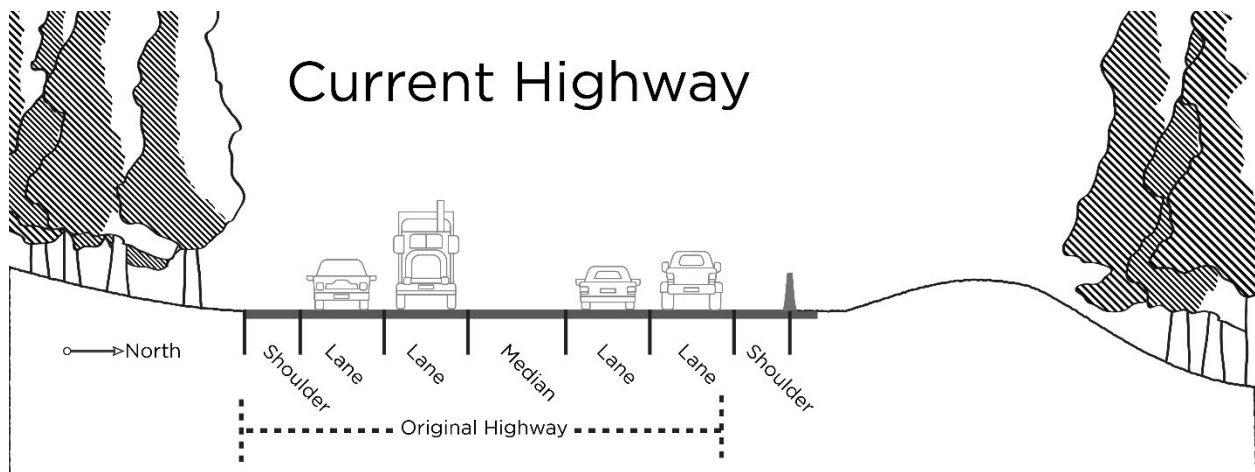 Current Highway
North
Shoulder
Lane
Lane
Median
Lane
Lane
Shoulder
Original Highway